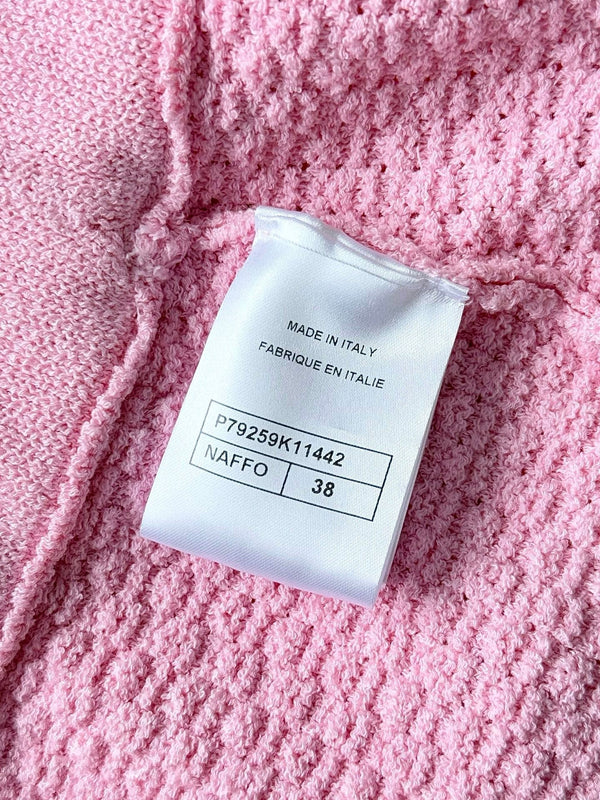 MADE IN ITALY
FABRIQUE EN ITALIE
P79259K11442
NAFFO 38